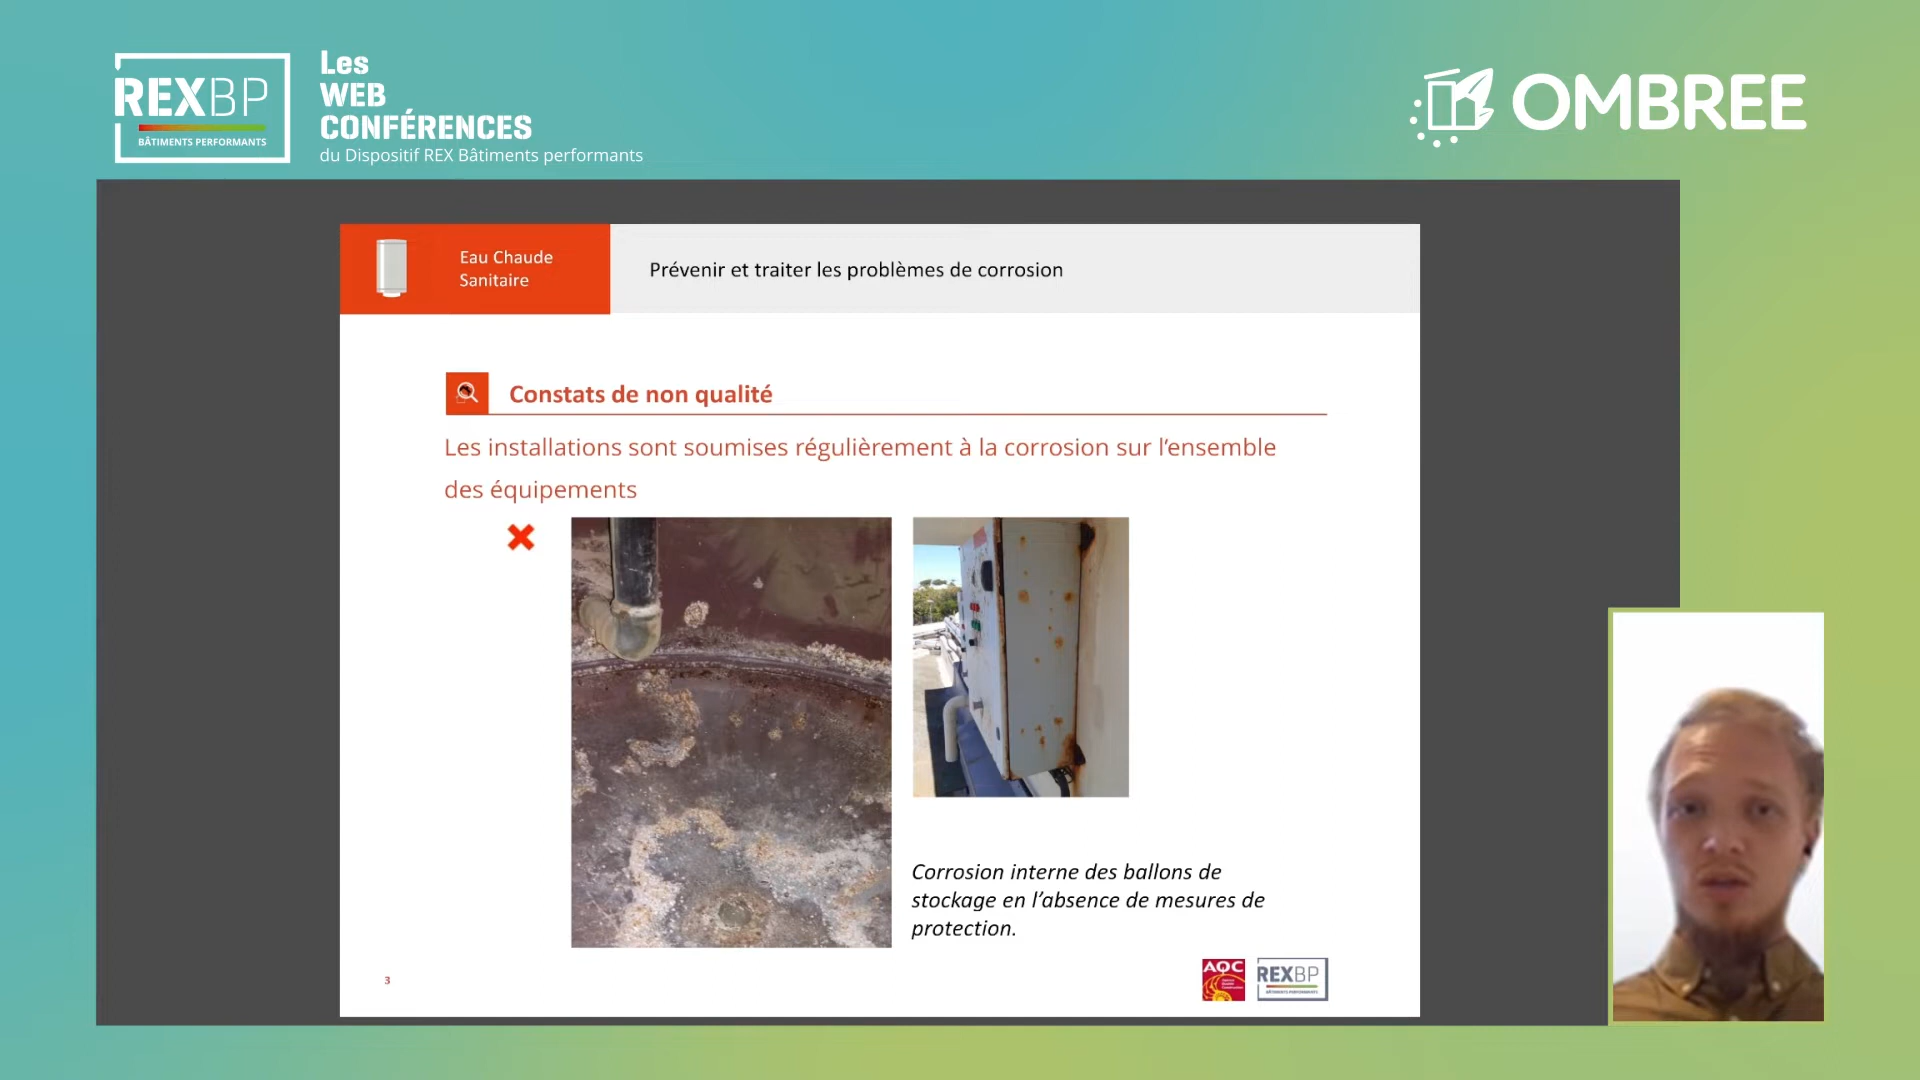 REXBP
BÂTIMENTS PERFORMANTS
Les
WEB
CONFÉRENCES
du Dispositif REX Bâtiments performants
OMBREE
Eau Chaude
Sanitaire
Prévenir et traiter les problèmes de corrosion
Constats de non qualité
Les installations sont soumises régulièrement à la corrosion sur l’ensemble
des équipements
Corrosion interne des ballons de
stockage en l’absence de mesures de
protection.
3
AQC
REXBP
BÂTIMENTS PERFORMANTS